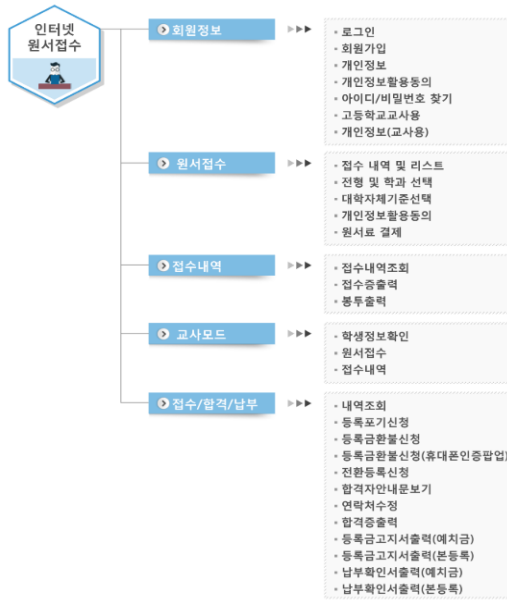 인터넷
원서접수
회원정보
- 로그인
- 회원가입
- 개인정보
- 개인정보활용동의
- 아이디/비밀번호 찾기
- 고등학교교사용
- 개인정보(교사용)
원서접수
- 접수 내역 및 리스트
- 전형 및 학과 선택
- 대학자체기준선택
- 개인정보활용동의
- 원서료 결제
접수내역
- 접수내역조회
- 접수증출력
- 봉투출력
교사모드
- 학생정보확인
- 원서접수
- 접수내역
접수/합격/납부
- 내역조회
- 등록포기신청
- 등록금환불신청
- 등록금환불신청(휴대폰인증팝업)
- 전환등록신청
- 합격자안내문보기
- 연락처수정
- 합격증출력
- 등록금고지서출력(예치금)
- 등록금고지서출력(본등록)
- 납부확인서출력(예치금)
- 납부확인서출력(본등록)